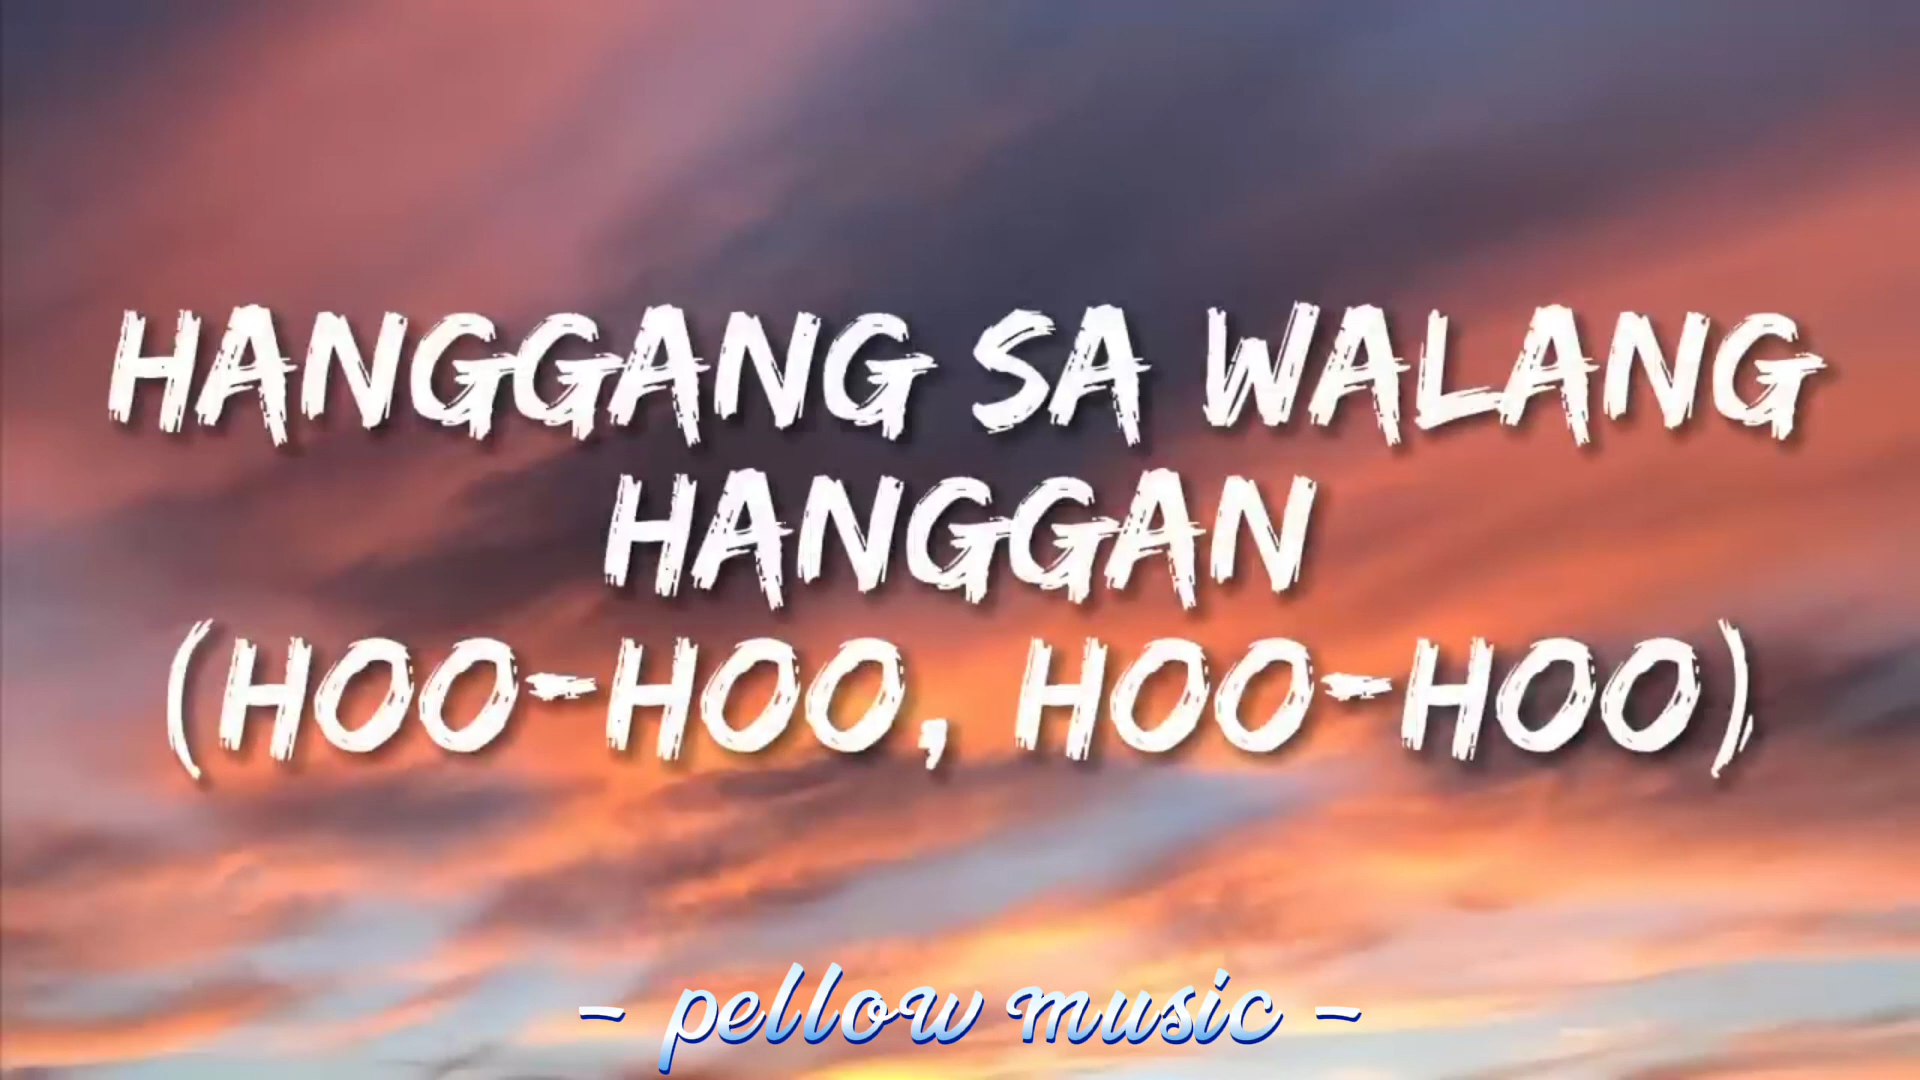 HANGGANG SA WALANG
HANGGAN
(HOO-HOO, HOO-HOO)
- pellow music -